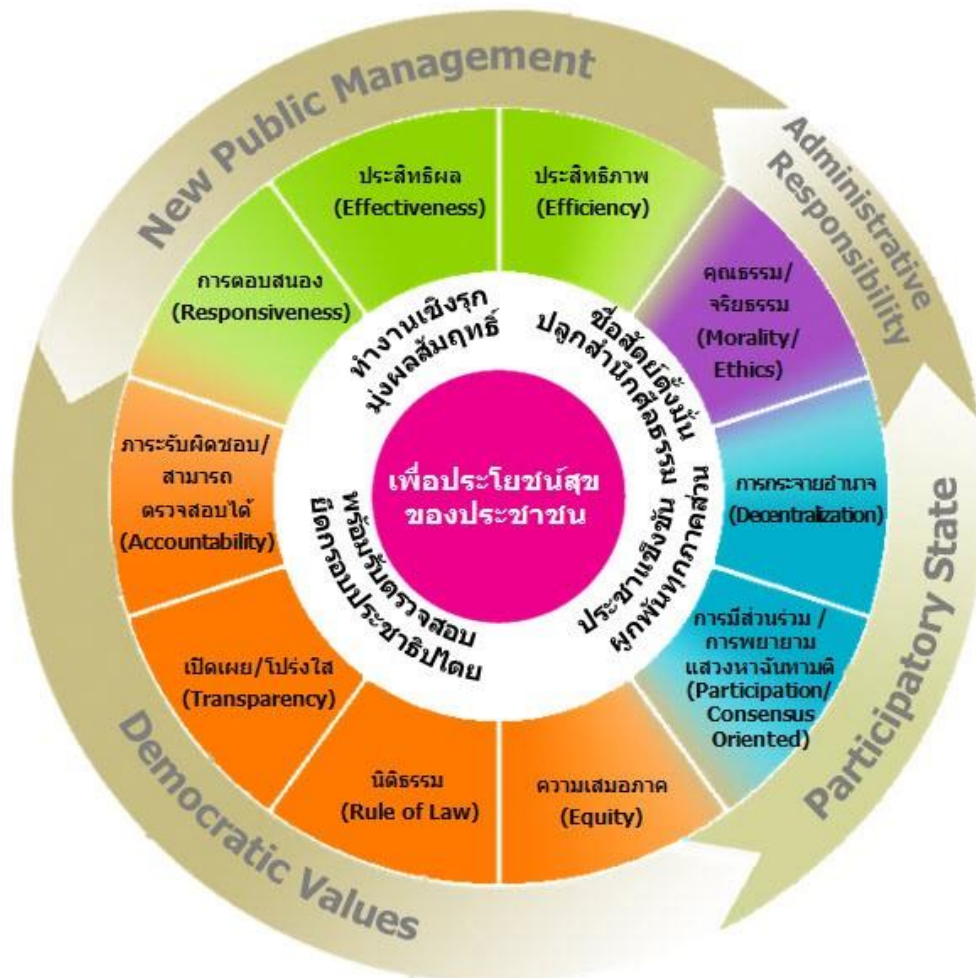 New Public Management
Administrative
Responsibility
Participatory State
Democratic Values
ประสิทธิภาพ
(Efficiency)
คุณธรรม/
จริยธรรม
(Morality/
Ethics)
การกระจายอำนาจ
(Decentralization)
การมีส่วนร่วม /
การพยายาม
แสวงหาฉันทามติ
(Participation/
Consensus
Oriented)
ความเสมอภาค
(Equity)
นิติธรรม
(Rule of Law)
เปิดเผย/โปร่งใส
(Transparency)
ภาระรับผิดชอบ/
สามารถ
ตรวจสอบได้
(Accountability)
การตอบสนอง
(Responsiveness)
ประสิทธิผล
(Effectiveness)
ทำงานเชิงรุก
มุ่งผลสัมฤทธิ์
ซื่อสัตย์ตั้งมั่น
ปลูกสำนึกศีลธรรม
ประชาแข็งขัน
ผูกพันทุกภาคส่วน
พร้อมรับตรวจสอบ
ยึดกรอบประชาธิปไตย
เพื่อประโยชน์สุข
ของประชาชน